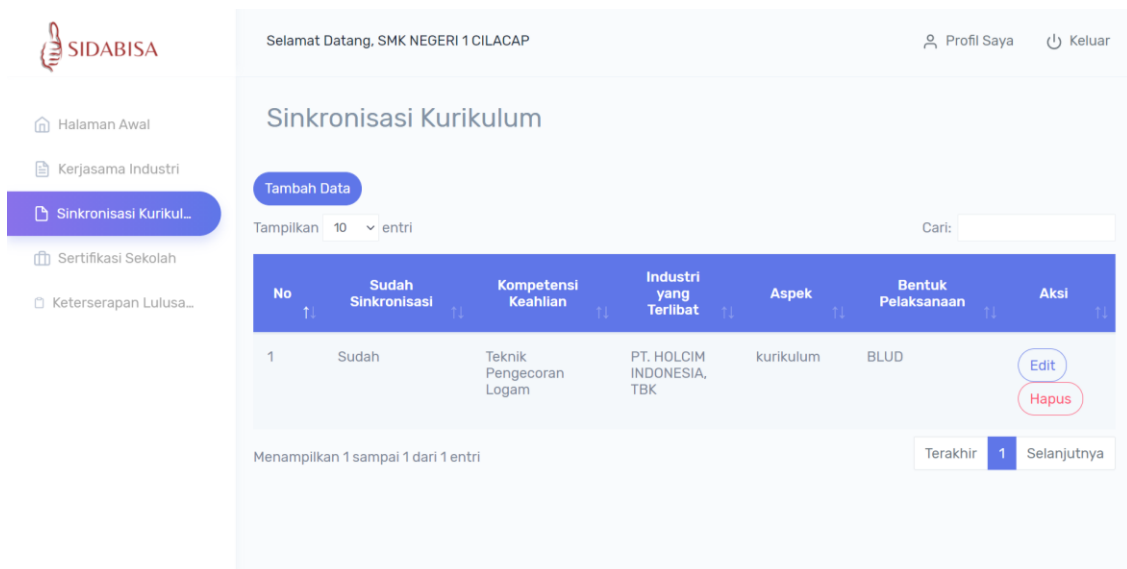 SIDABISA
Selamat Datang, SMK NEGERI 1 CILACAP
Profil Saya
Keluar
Halaman Awal
Kerjasama Industri
Sinkronisasi Kurikul...
Sertifikasi Sekolah
Keterserapan Lulusa...
Sinkronisasi Kurikulum
Tambah Data
Tampilkan 10 entri
Cari:
No
Sudah
Sinkronisasi
Kompetensi
Keahlian
Industri
yang
Terlibat
Aspek
Bentuk
Pelaksanaan
Aksi
1
Sudah
Teknik
Pengecoran
Logam
PT. HOLCIM
INDONESIA,
TBK
kurikulum
BLUD
Edit
Hapus
Menampilkan 1 sampai 1 dari 1 entri
Terakhir 1 Selanjutnya